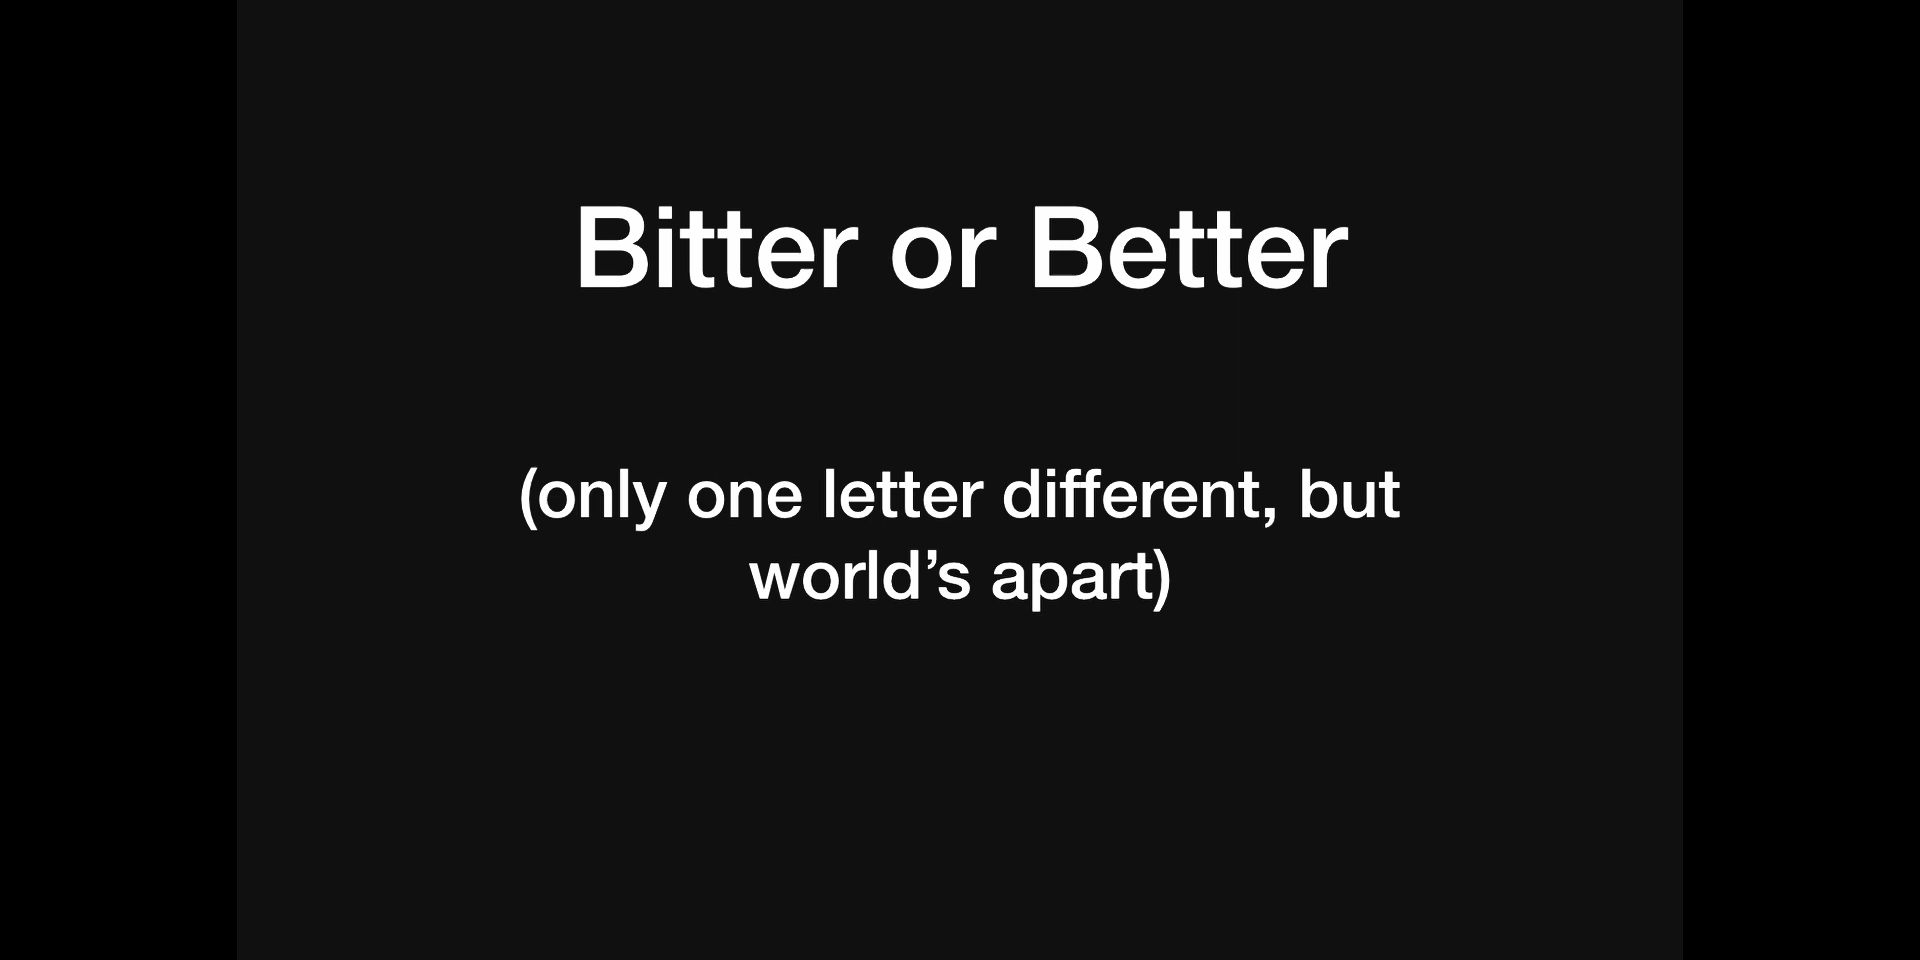 Bitter or Better
(only one letter different, but
world’s apart)